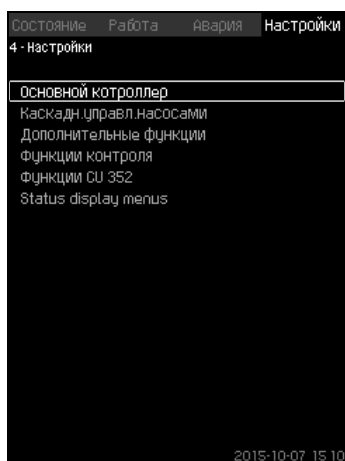 Состояние Работа Авария Настройки
4 - Настройки
Основной котроллер
Каскадн.управл.насосами
Дополнительные функции
Функции контроля
Функции CU 352
Status display menus
2015-10-07 15:10